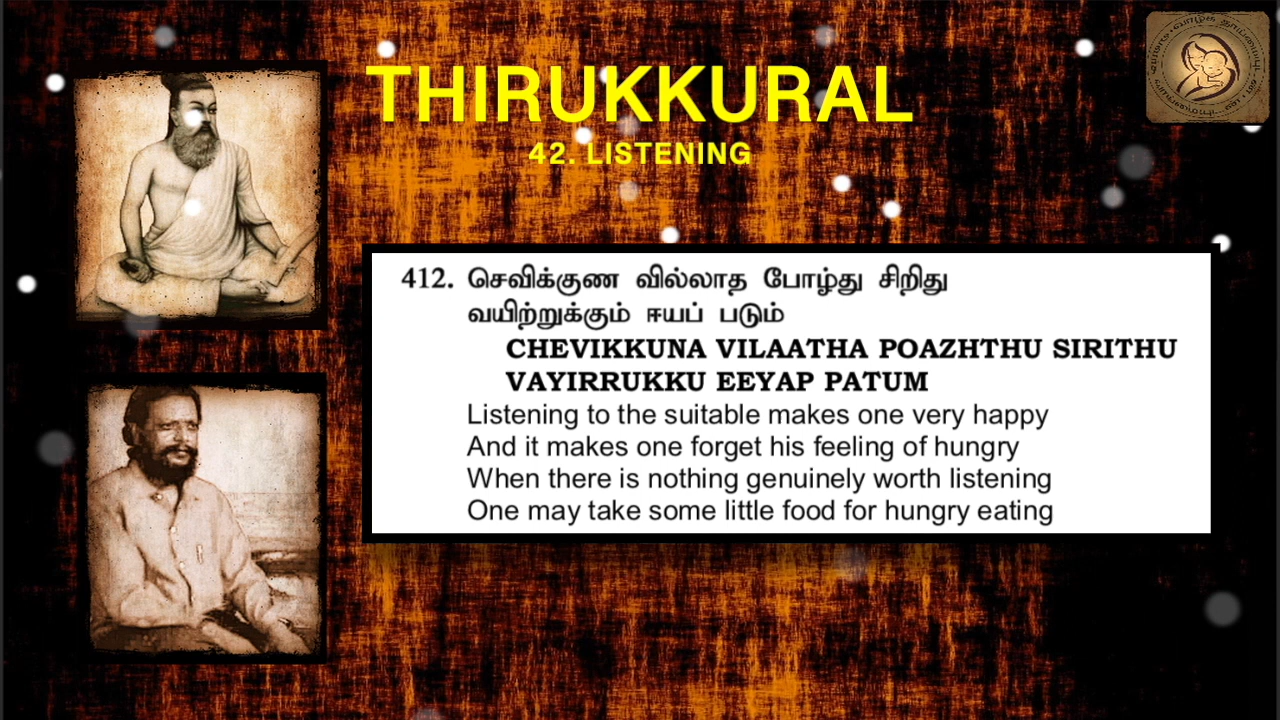 THIRUKKURAL
42. LISTENING
412. செவிக்குண வில்லாத போழ்து சிறிது
வயிற்றுக்கும் ஈயப் படும்
CHEVIKKUNA VILAATHA POAZHTHU SIRITHU
VAYIRRUKKU EEYAP PATUM
Listening to the suitable makes one very happy
And it makes one forget his feeling of hungry
When there is nothing genuinely worth listening
One may take some little food for hungry eating